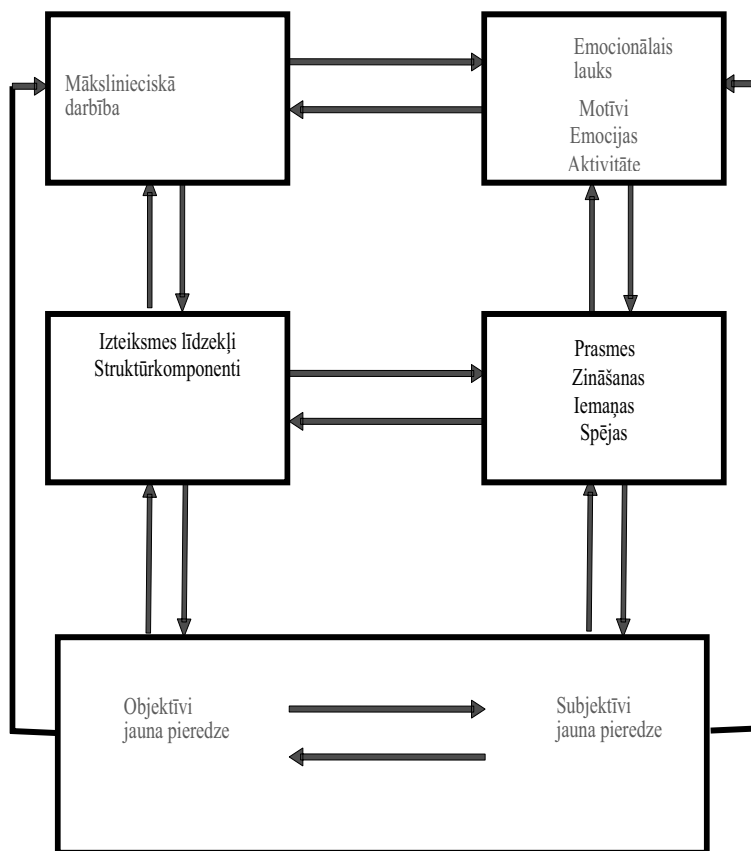 Mākslinieciskā
darbība
Emocionālais
lauks
Motīvi
Emocijas
Aktivitāte
Izteiksmes līdzekļi
Struktūrkomponenti
Prasmes
Zināšanas
Iemaņas
Spējas
Objektīvi
jauna pieredze
Subjektīvi
jauna pieredze